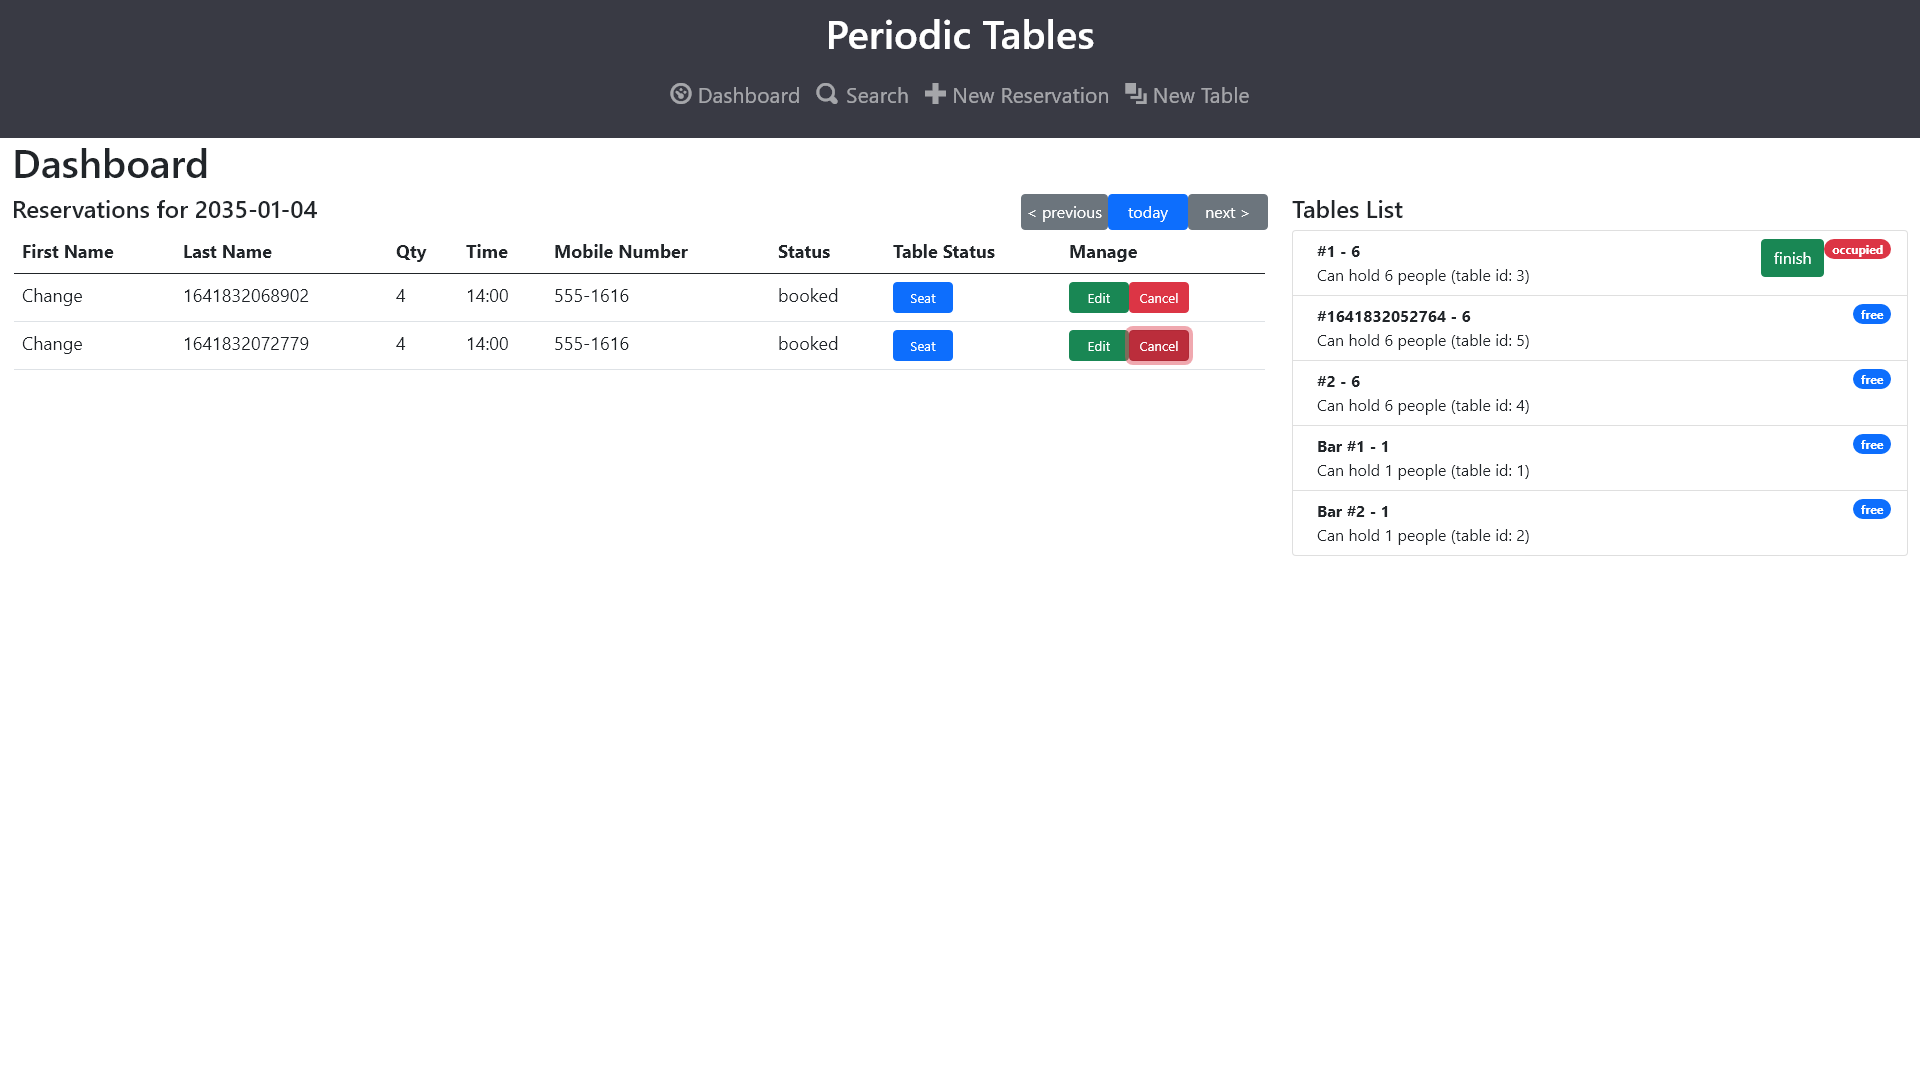 Periodic Tables
Dashboard Search New Reservation New Table
Dashboard
Reservations for 2035-01-04
< previous today next >
First Name Last Name Qty Time Mobile Number Status Table Status Manage
Change 1641832068902 4 14:00 555-1616 booked Seat Edit Cancel
Change 1641832072779 4 14:00 555-1616 booked Seat Edit Cancel
Tables List
#1 - 6 finish occupied
Can hold 6 people (table id: 3)
#1641832052764 - 6 free
Can hold 6 people (table id: 5)
#2 - 6 free
Can hold 6 people (table id: 4)
Bar #1 - 1 free
Can hold 1 people (table id: 1)
Bar #2 - 1 free
Can hold 1 people (table id: 2)